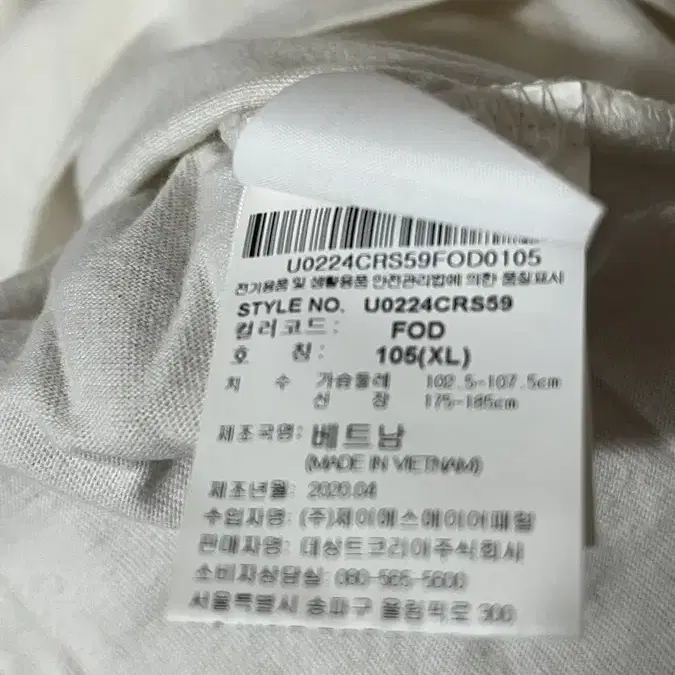 U0224CRS59FOD0105
전기용품 및 생활용품 안전관리법에 의한 품질표시
STYLE NO. U0224CRS59
컬러코드: FOD
호 칭: 105(XL)
치 수 가슴둘레 102.5-107.5cm
신 장 175-185cm
제조국명: 베트남
(MADE IN VIETNAM)
제조년월: 2020.04
수입자명: (주)제이에스에이어패럴
판매자명: 데상트코리아주식회사
소비자상담실: 080-565-5600
서울특별시 송파구 올림픽로 300